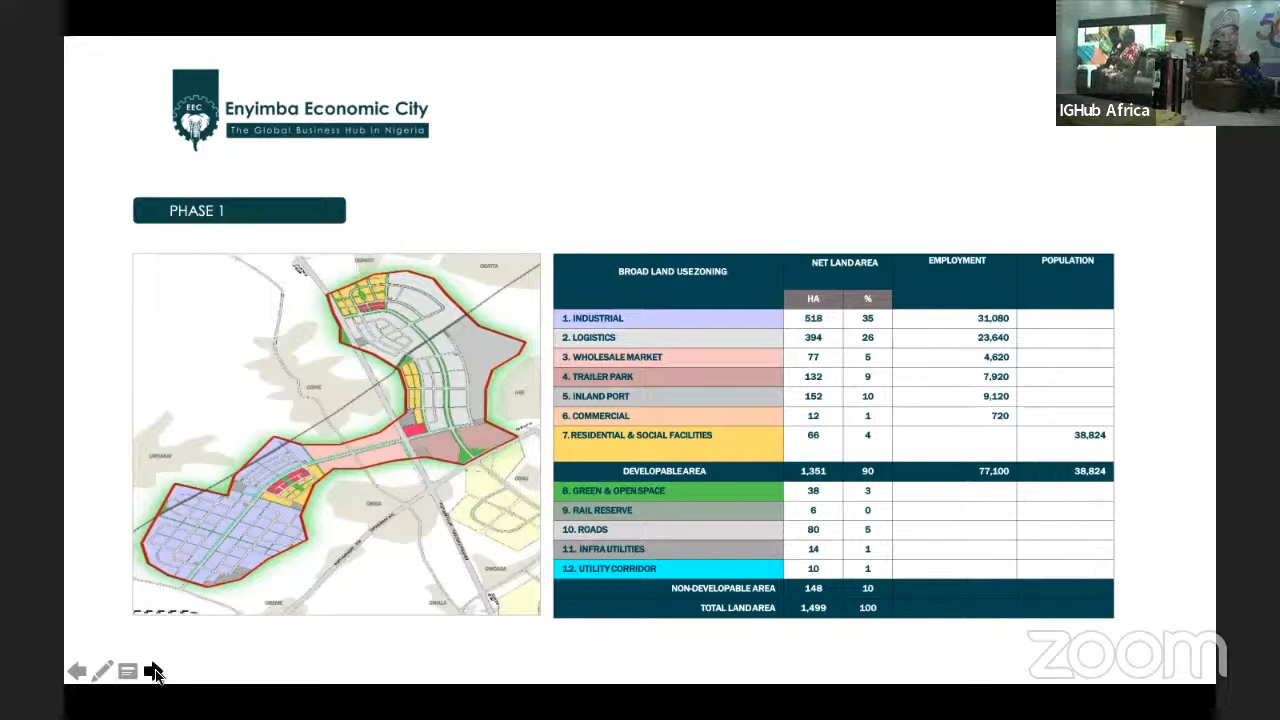 IGHub Africa
EEC
Enyimba Economic City
The Global Business Hub in Nigeria
PHASE 1
BROAD LAND USE ZONING NET LAND AREA EMPLOYMENT POPULATION
HA %
1. INDUSTRIAL 518 35 31,080
2. LOGISTICS 394 26 23,640
3. WHOLESALE MARKET 77 5 4,620
4. TRAILER PARK 132 9 7,920
5. INLAND PORT 152 10 9,120
6. COMMERCIAL 12 1 720
7. RESIDENTIAL & SOCIAL FACILITIES 66 4 38,824
DEVELOPABLE AREA 1,351 90 77,100 38,824
8. GREEN & OPEN SPACE 38 3
9. RAIL RESERVE 6 0
10. ROADS 80 5
11. INFRA UTILITIES 14 1
12. UTILITY CORRIDOR 10 1
NON-DEVELOPABLE AREA 148 10
TOTAL LAND AREA 1,499 100
zoom